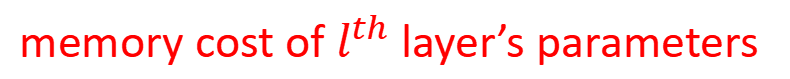 memory cost of lᵗʰ layer’s parameters